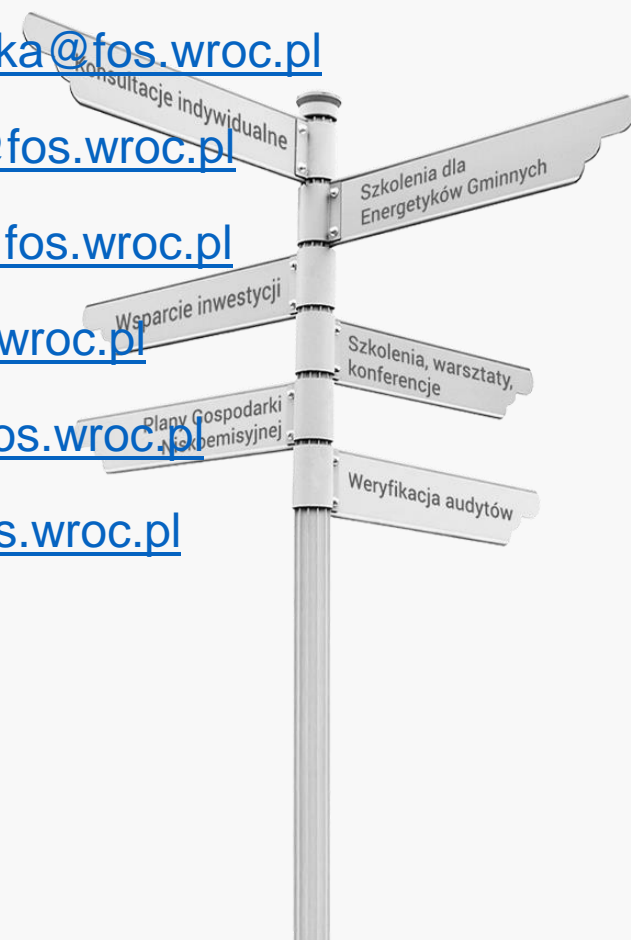 ka@fos.wroc.pl
Konsultacje indywidualne
@fos.wroc.pl
Szkolenia dla
Energetyków Gminnych
fos.wroc.pl
Wsparcie inwestycji
wroc.pl
Szkolenia, warsztaty,
konferencje
Plany Gospodarki
Niskoemisyjnej
os.wroc.pl
Weryfikacja audytów
s.wroc.pl